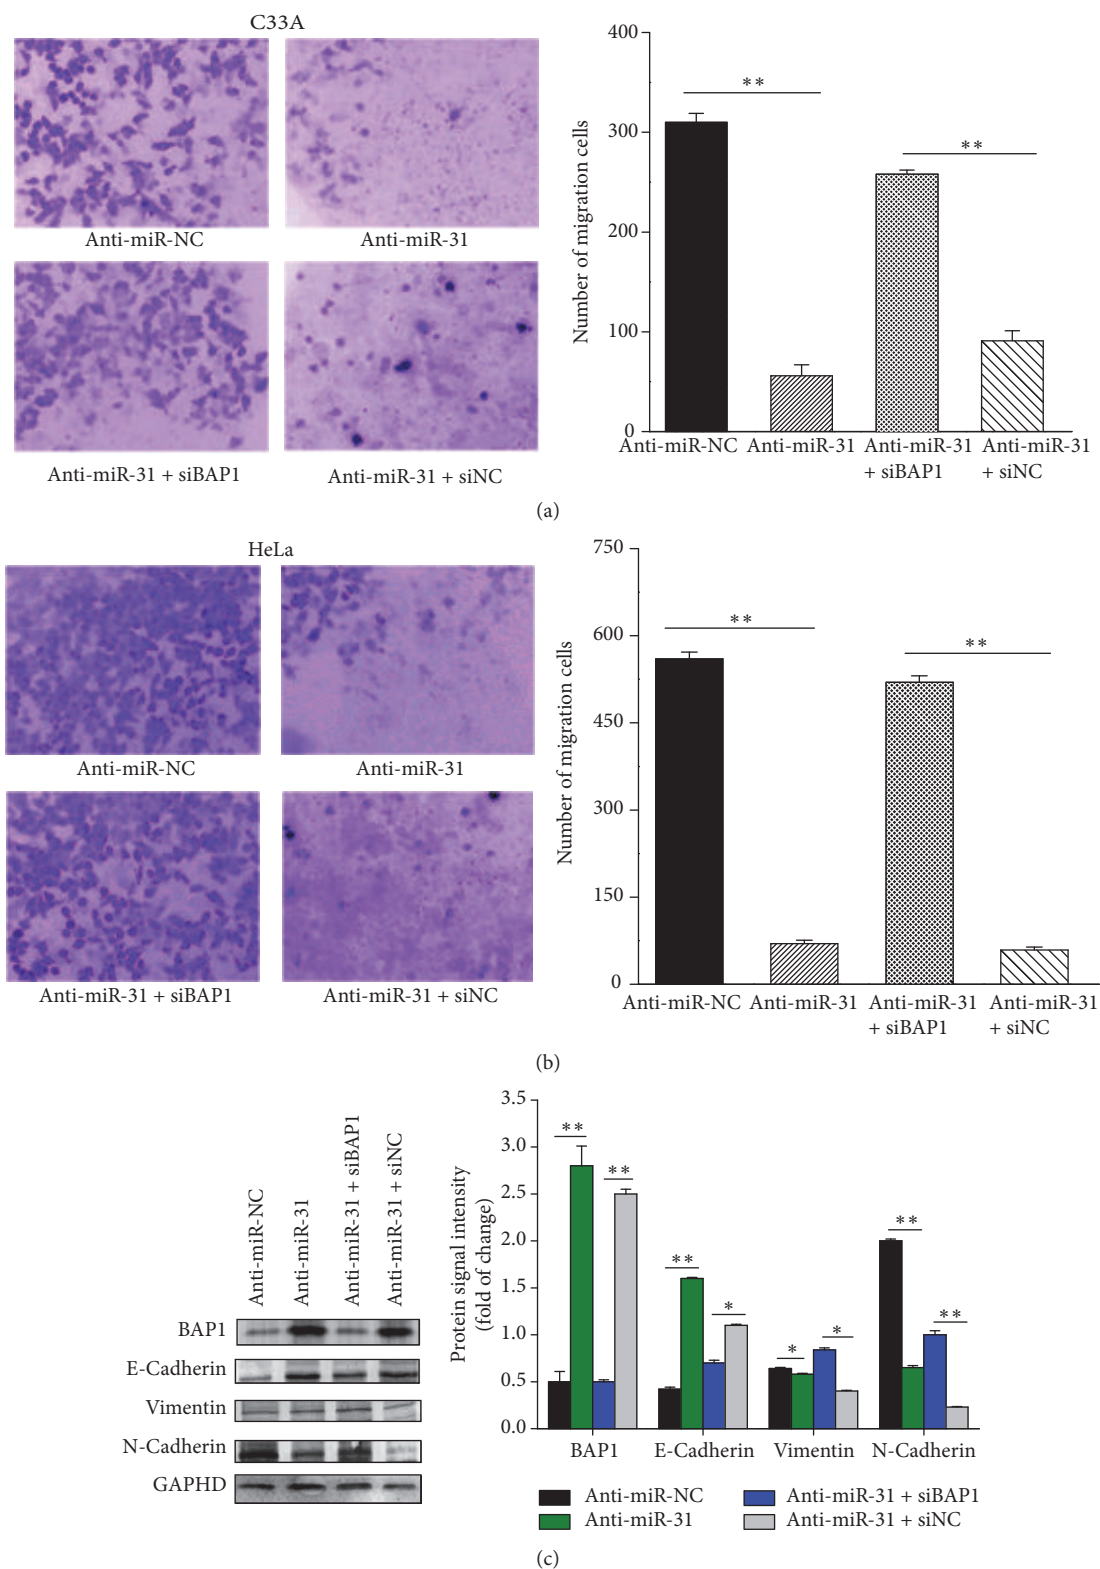 C33A
Anti-miR-NC
Anti-miR-31
Anti-miR-31 + siBAP1
Anti-miR-31 + siNC
400
300
200
100
0
Number of migration cells
**
**
Anti-miR-NC
Anti-miR-31
Anti-miR-31
+ siBAP1
Anti-miR-31
+ siNC
(a)
HeLa
Anti-miR-NC
Anti-miR-31
Anti-miR-31 + siBAP1
Anti-miR-31 + siNC
750
600
450
300
150
0
Number of migration cells
**
**
Anti-miR-NC
Anti-miR-31
Anti-miR-31
+ siBAP1
Anti-miR-31
+ siNC
(b)
Anti-miR-NC
Anti-miR-31
Anti-miR-31 + siBAP1
Anti-miR-31 + siNC
BAP1
E-Cadherin
Vimentin
N-Cadherin
GAPHD
3.5
3.0
2.5
2.0
1.5
1.0
0.5
0.0
Protein signal intensity
(fold of change)
**
**
**
*
*
*
**
**
BAP1
E-Cadherin
Vimentin
N-Cadherin
Anti-miR-NC
Anti-miR-31
Anti-miR-31 + siBAP1
Anti-miR-31 + siNC
(c)